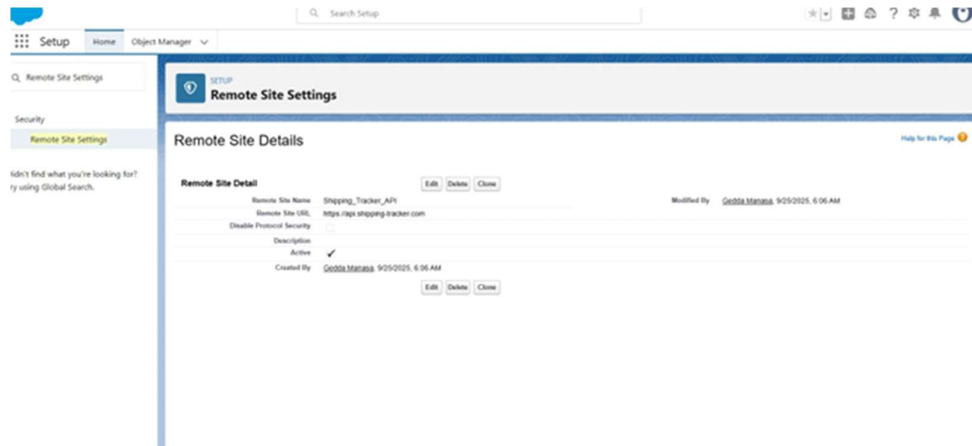 Search Setup
Setup Home Object Manager
Remote Site Settings
SETUP
Remote Site Settings
Security
Remote Site Settings
idn't find what you're looking for?
ry using Global Search.
Remote Site Details
Help for this Page
Remote Site Detail Edit Delete Clone
Remote Site Name Shipping_Tracker_API Modified By Gedda Manasa, 9/25/2025, 6:06 AM
Remote Site URL https://api.shipping-tracker.com
Disable Protocol Security
Description
Active
Created By Gedda Manasa, 9/25/2025, 6:06 AM
Edit Delete Clone